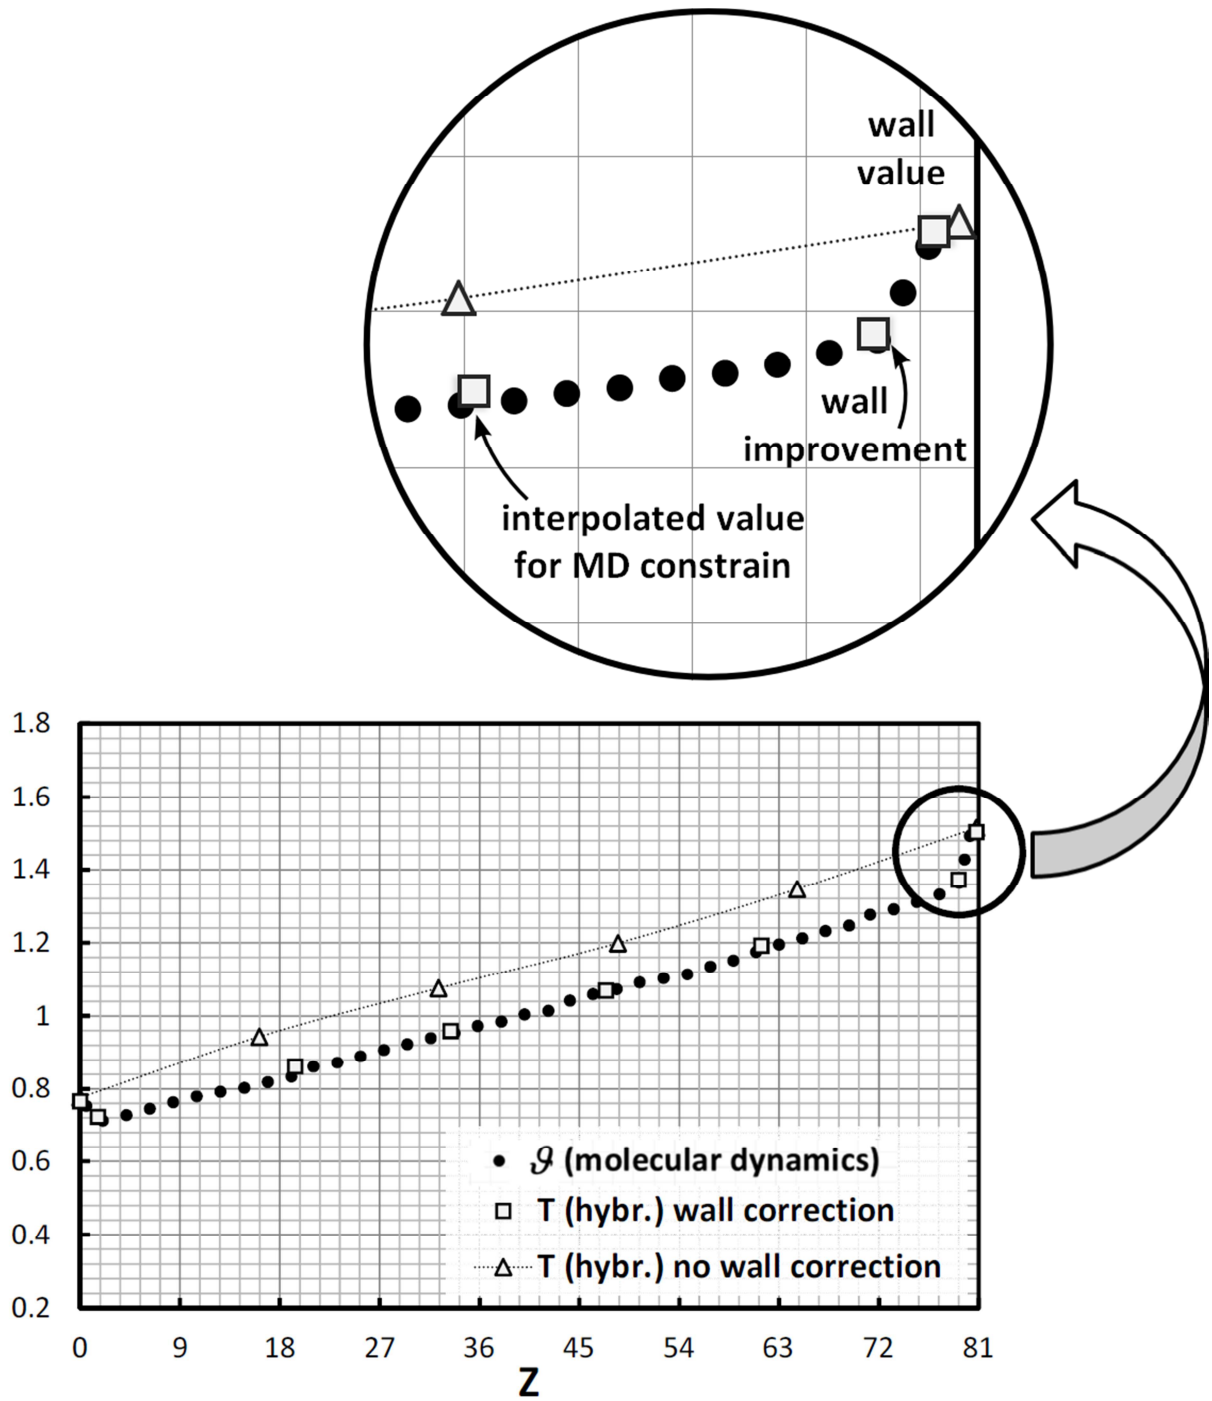 wall
value
wall
improvement
interpolated value
for MD constrain
1.8
1.6
1.4
1.2
1
0.8
0.6
0.4
0.2
ϑ (molecular dynamics)
T (hybr.) wall correction
T (hybr.) no wall correction
0 9 18 27 36 45 54 63 72 81
Z